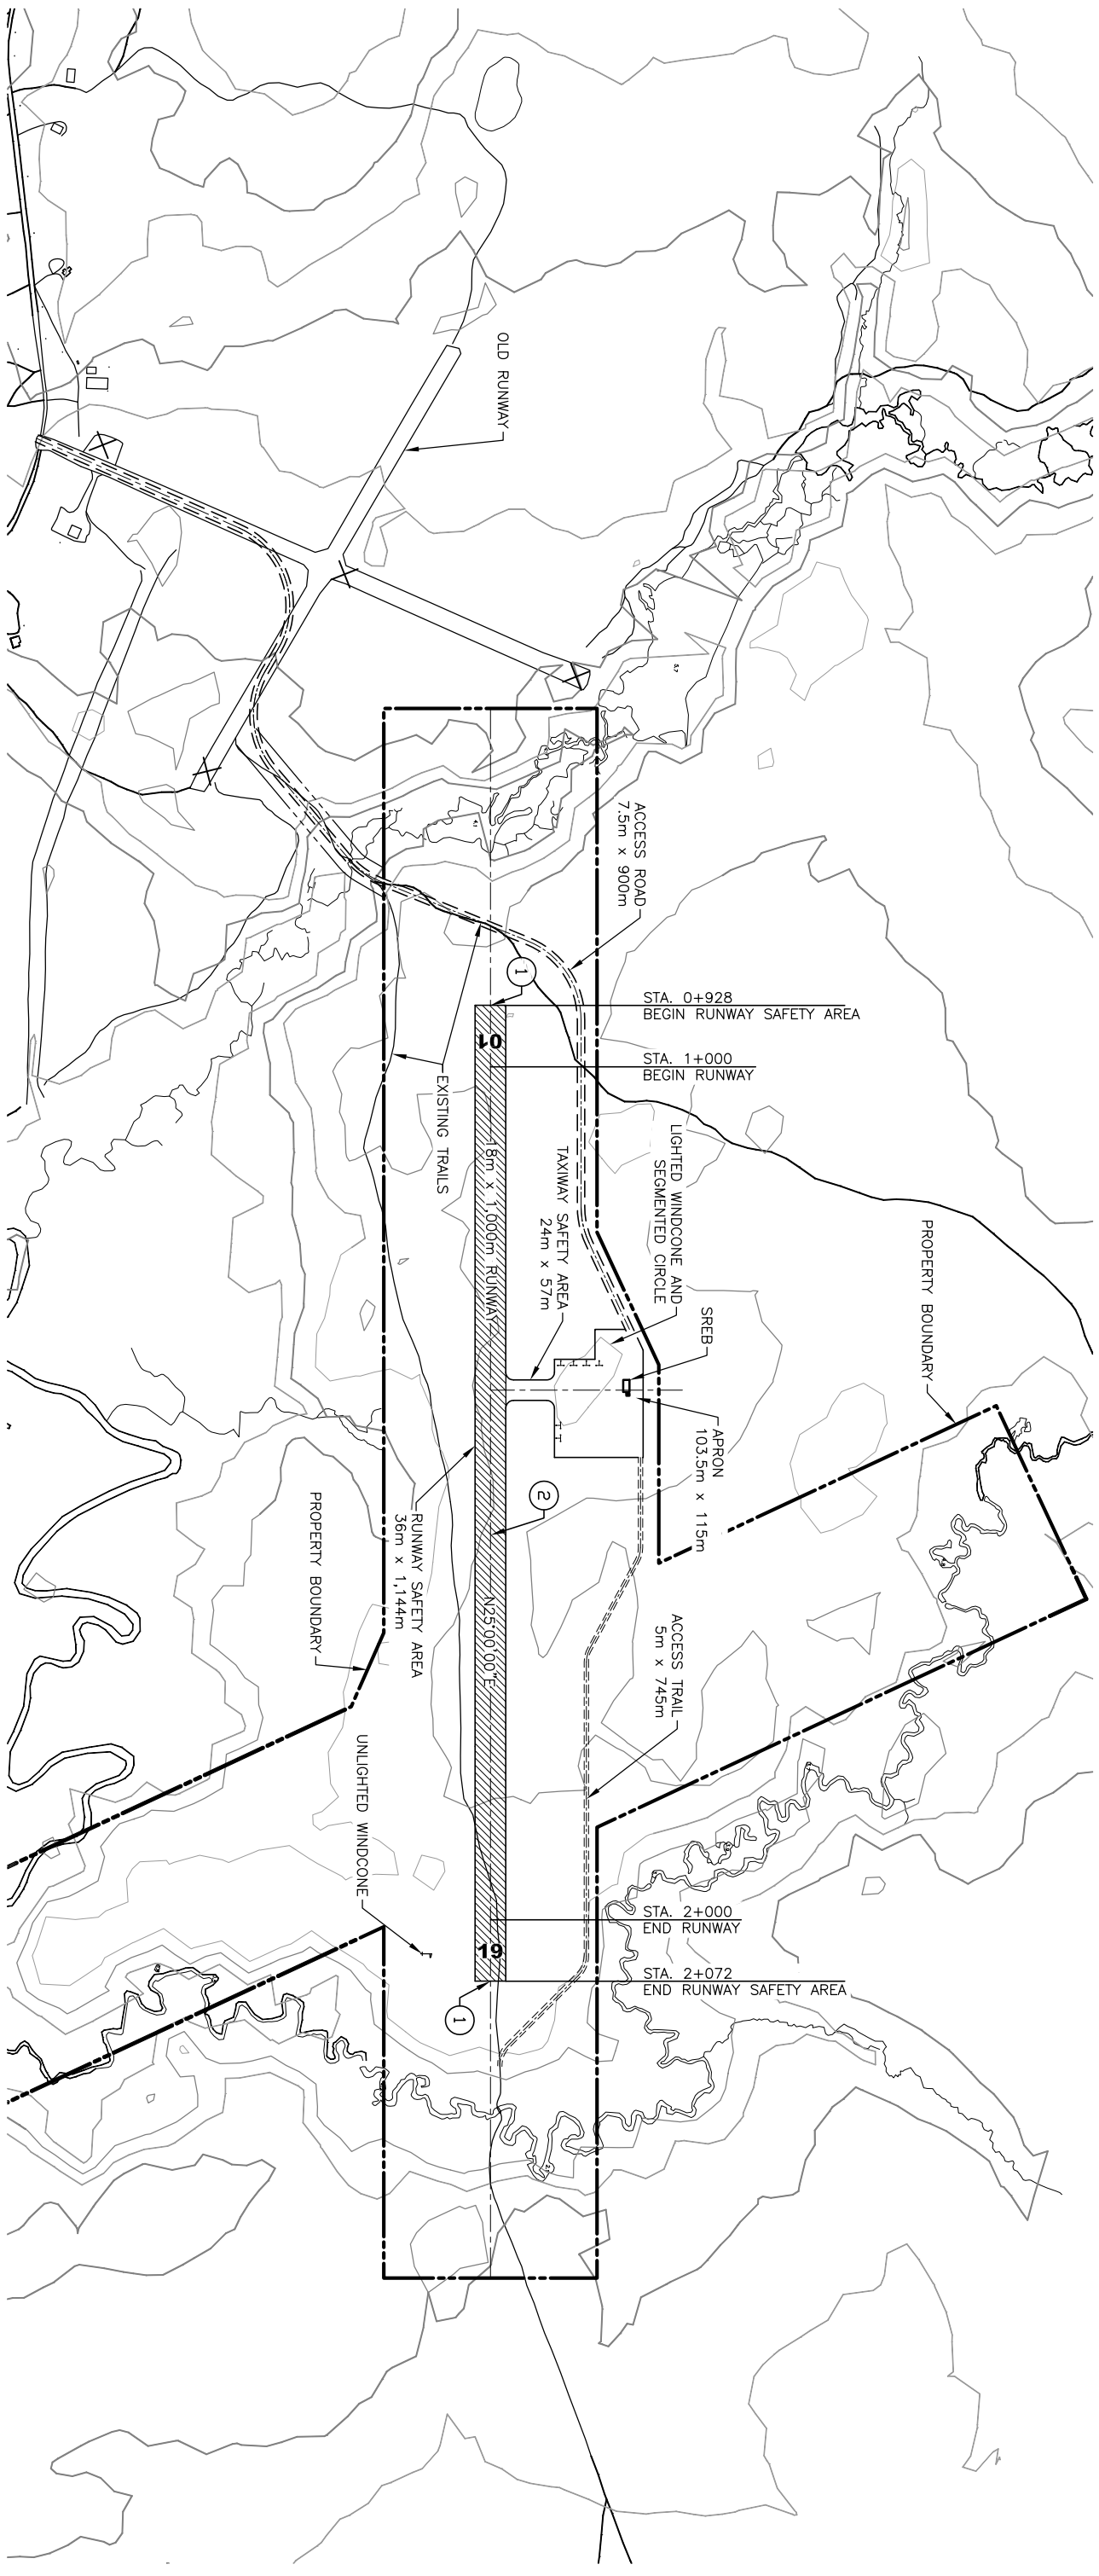 OLD RUNWAY
ACCESS ROAD
7.5m x 900m
1
STA. 0+928
BEGIN RUNWAY SAFETY AREA
01
STA. 1+000
BEGIN RUNWAY
EXISTING TRAILS
18m x 1,000m RUNWAY
TAXIWAY SAFETY AREA
24m x 57m
LIGHTED WINDCONE AND
SEGMENTED CIRCLE
SREB
PROPERTY BOUNDARY
APRON
103.5m x 115m
2
RUNWAY SAFETY AREA
36m x 1,144m
PROPERTY BOUNDARY
N25°00'00"E
ACCESS TRAIL
5m x 745m
UNLIGHTED WINDCONE
STA. 2+000
END RUNWAY
19
STA. 2+072
END RUNWAY SAFETY AREA
1